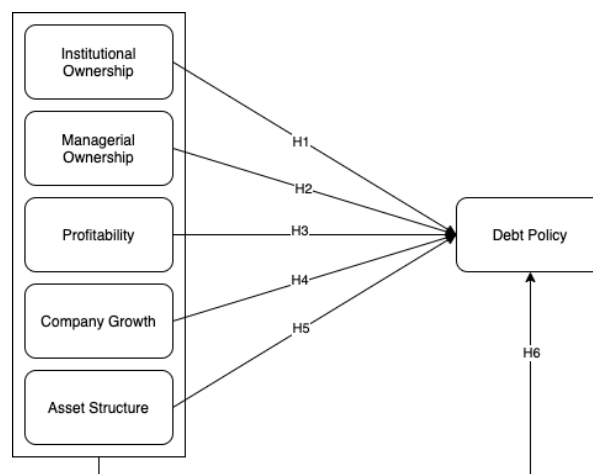 Institutional
Ownership
H1
Managerial
Ownership
H2
Profitability
H3
Debt Policy
H4
Company Growth
H5
H6
Asset Structure